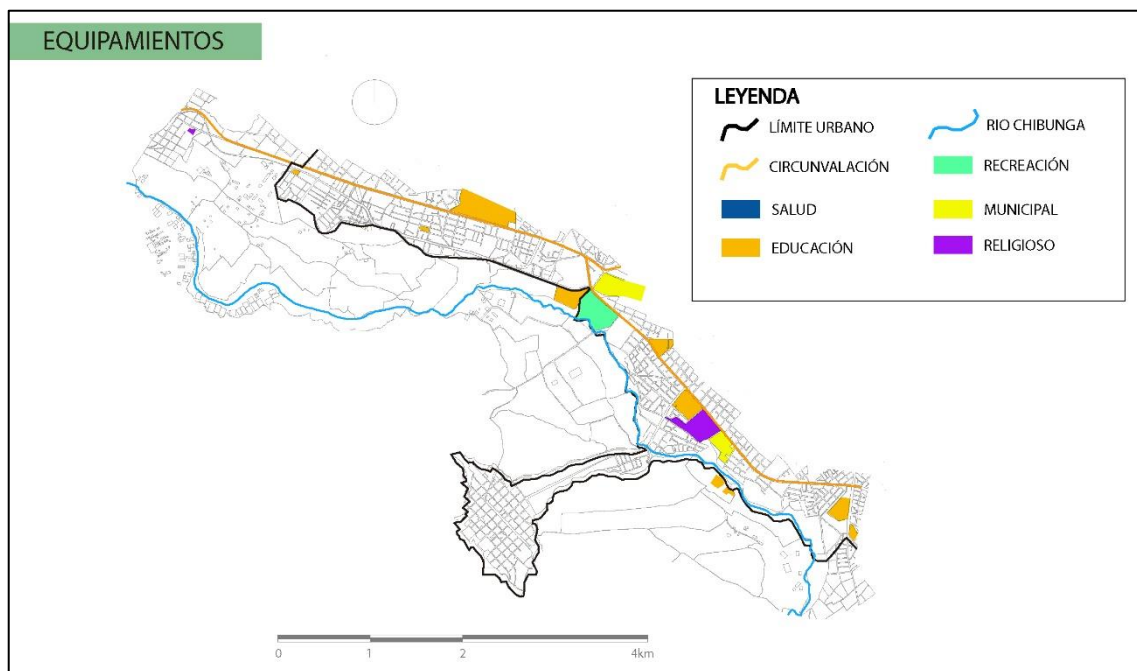 EQUIPAMIENTOS
LEYENDA
LÍMITE URBANO
RIO CHIBUNGA
CIRCUNVALACIÓN
RECREACIÓN
SALUD
MUNICIPAL
EDUCACIÓN
RELIGIOSO
0 1 2 4km